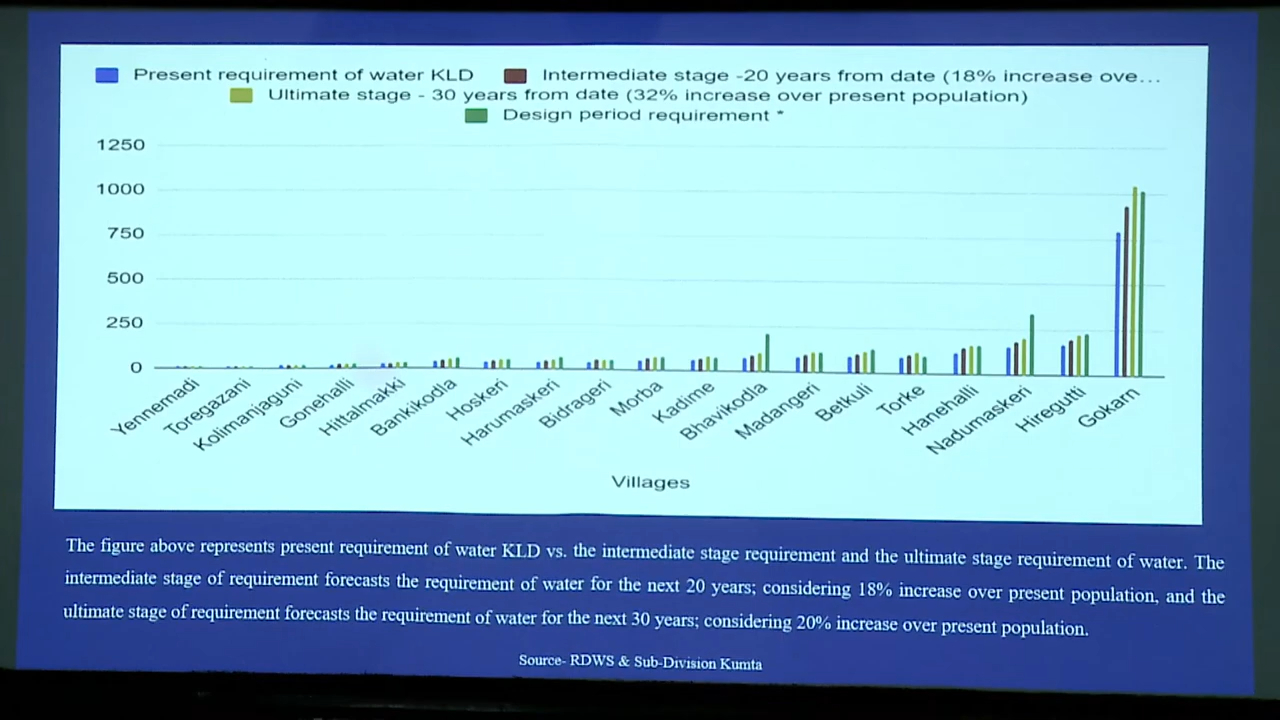 Present requirement of water KLD Intermediate stage -20 years from date (18% increase ove...
Ultimate stage - 30 years from date (32% increase over present population)
Design period requirement *
1250
1000
750
500
250
0
Yennemadi
Toregazani
Kolimanjaguni
Gonehalli
Hittalmakki
Bankikodla
Hoskeri
Harumaskeri
Bidrageri
Morba
Kadime
Bhavikodla
Madangeri
Betkuli
Torke
Hanehalli
Nadumaskeri
Hiregutti
Gokarn
Villages
The figure above represents present requirement of water KLD vs. the intermediate stage requirement and the ultimate stage requirement of water. The
intermediate stage of requirement forecasts the requirement of water for the next 20 years; considering 18% increase over present population, and the
ultimate stage of requirement forecasts the requirement of water for the next 30 years; considering 20% increase over present population.
Source- RDWS & Sub-Division Kumta